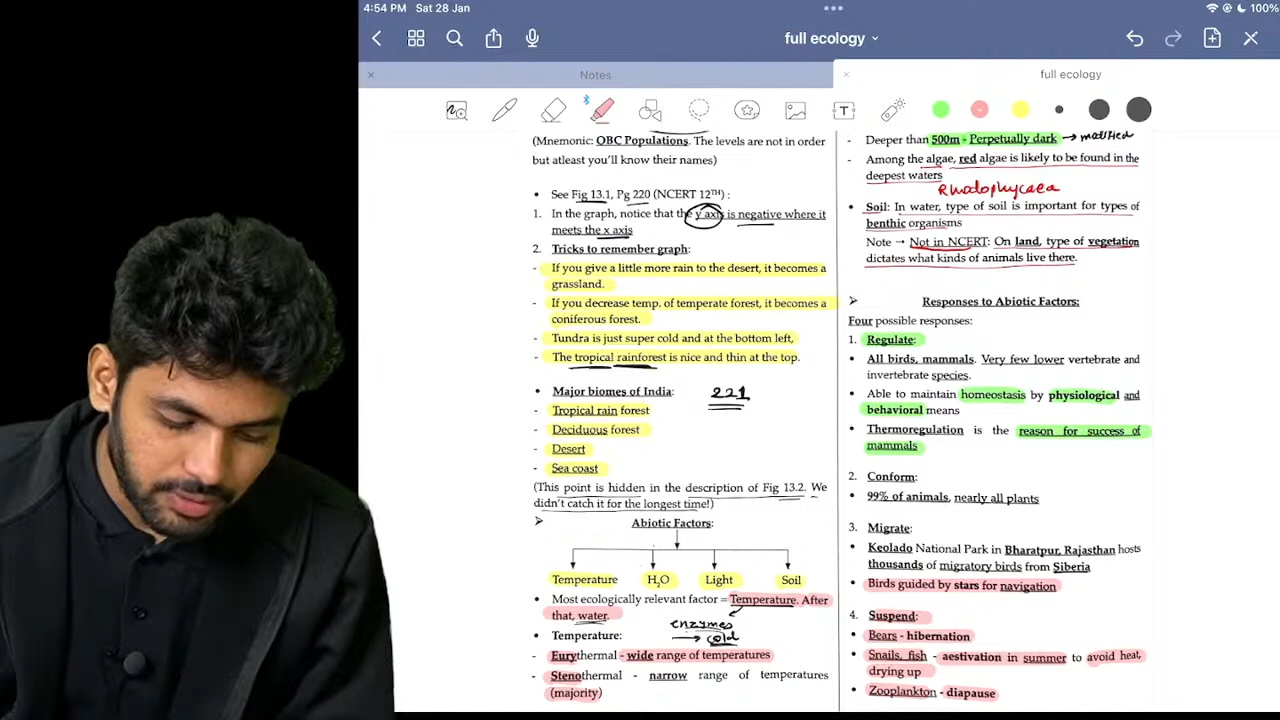 4:54 PM Sat 28 Jan
100%
full ecology
Notes
full ecology
(Mnemonic: OBC Populations. The levels are not in order
but atleast you'll know their names)
See Fig 13.1, Pg 220 (NCERT 12TH) :
1. In the graph, notice that the y axis is negative where it
meets the x axis
2. Tricks to remember graph:
- If you give a little more rain to the desert, it becomes a
grassland.
- If you decrease temp. of temperate forest, it becomes a
coniferous forest.
- Tundra is just super cold and at the bottom left,
- The tropical rainforest is nice and thin at the top.
• Major biomes of India: 221
- Tropical rain forest
- Deciduous forest
- Desert
- Sea coast
(This point is hidden in the description of Fig 13.2. We
didn't catch it for the longest time!)
Abiotic Factors:
Temperature H2O Light Soil
• Most ecologically relevant factor = Temperature. After
that, water.
enzymes
• Temperature: → cold
- Eurythermal - wide range of temperatures
- Stenothermal - narrow range of temperatures
(majority)
- Deeper than 500m - Perpetually dark →
- Among the algae, red algae is likely to be found in the
deepest waters
Rhodophycaea
• Soil: In water, type of soil is important for types of
benthic organisms
Note → Not in NCERT: On land, type of vegetation
dictates what kinds of animals live there.
Responses to Abiotic Factors:
Four possible responses:
1. Regulate:
• All birds, mammals. Very few lower vertebrate and
invertebrate species.
• Able to maintain homeostasis by physiological and
behavioral means
• Thermoregulation is the reason for success of
mammals
2. Conform:
• 99% of animals, nearly all plants
3. Migrate:
• Keolado National Park in Bharatpur, Rajasthan hosts
thousands of migratory birds from Siberia
• Birds guided by stars for navigation
4. Suspend:
• Bears - hibernation
• Snails, fish - aestivation in summer to avoid heat,
drying up
• Zooplankton - diapause